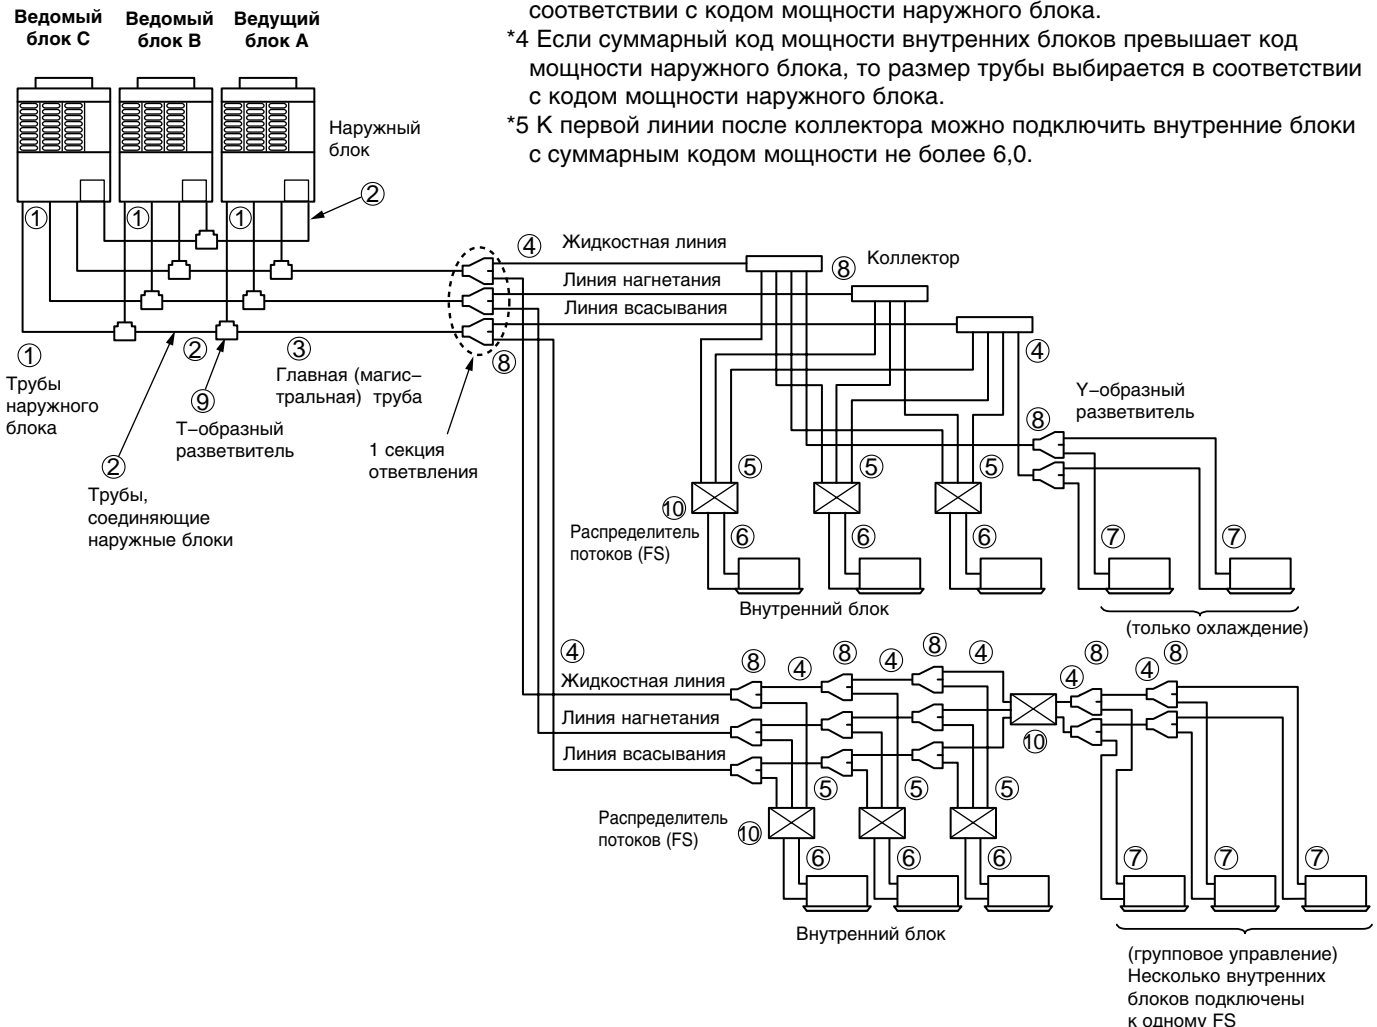 соответствии с кодом мощности наружного блока.
*4 Если суммарный код мощности внутренних блоков превышает код
мощности наружного блока, то размер трубы выбирается в соответствии
с кодом мощности наружного блока.
*5 К первой линии после коллектора можно подключить внутренние блоки
с суммарным кодом мощности не более 6,0.
Ведомый
блок C
Ведомый
блок B
Ведущий
блок A
Наружный
блок
②
① ① ①
④ Жидкостная линия
⑧ Коллектор
Линия нагнетания
Линия всасывания
①
Трубы
наружного
блока
②
③
Главная (магис–
тральная) труба
⑧
④
⑨
Т–образный
разветвитель
②
Трубы,
соединяющие
наружные блоки
1 секция
ответвления
Y–образный
разветвитель
⑧
⑤ ⑤ ⑤
⑩
Распределитель
потоков (FS)
⑥ ⑥ ⑥ ⑦ ⑦
Внутренний блок
(только охлаждение)
④ ⑧ ④ ⑧ ④ ⑧ ④ ④ ⑧ ④ ⑧
Жидкостная линия
Линия нагнетания
Линия всасывания
⑩
⑤ ⑤ ⑤
Распределитель
потоков (FS)
⑩
⑥ ⑥ ⑥ ⑦ ⑦ ⑦
Внутренний блок
(групповое управление)
Несколько внутренних
блоков подключены
к одному FS